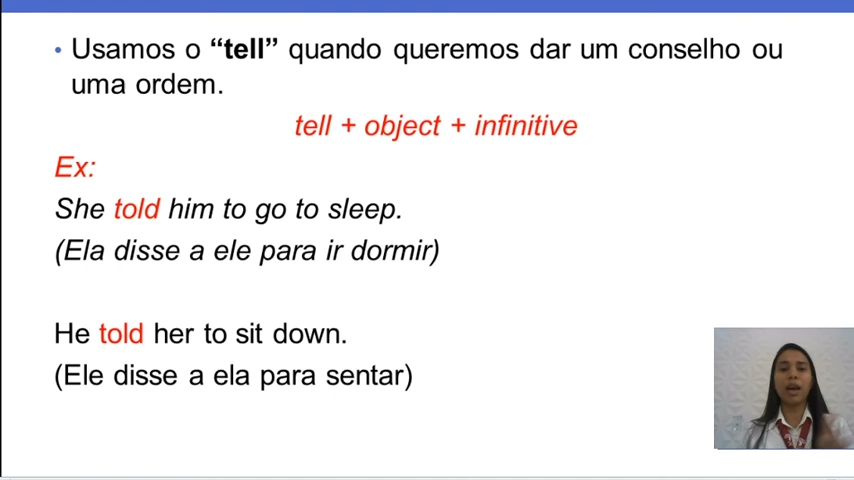 • Usamos o “tell” quando queremos dar um conselho ou
uma ordem.
tell + object + infinitive
Ex:
She told him to go to sleep.
(Ela disse a ele para ir dormir)
He told her to sit down.
(Ele disse a ela para sentar)